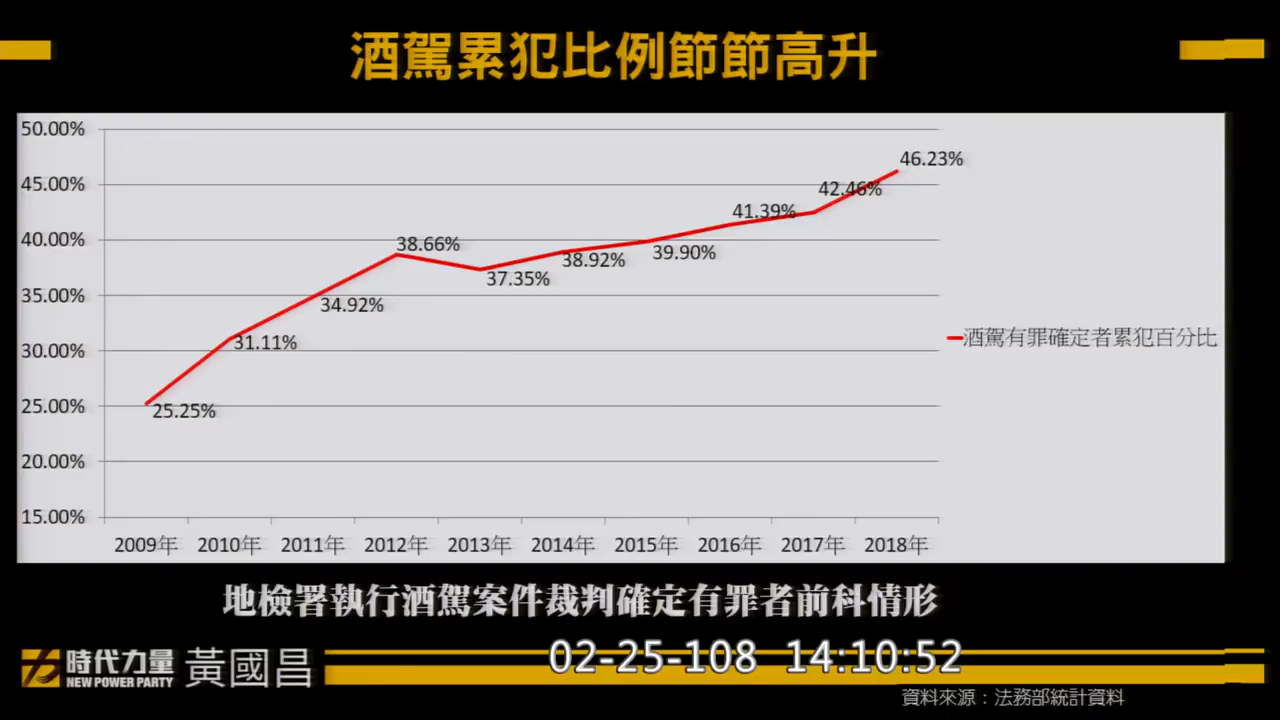 酒駕累犯比例節節高升
50.00%
45.00%
40.00%
35.00%
30.00%
25.00%
20.00%
15.00%
25.25%
31.11%
34.92%
38.66%
37.35%
38.92%
39.90%
41.39%
42.46%
46.23%
酒駕有罪確定者累犯百分比
2009年 2010年 2011年 2012年 2013年 2014年 2015年 2016年 2017年 2018年
地檢署執行酒駕案件裁判確定有罪者前科情形
時代力量 黃國昌
NEW POWER PARTY
02-25-108 14:10:52
資料來源：法務部統計資料